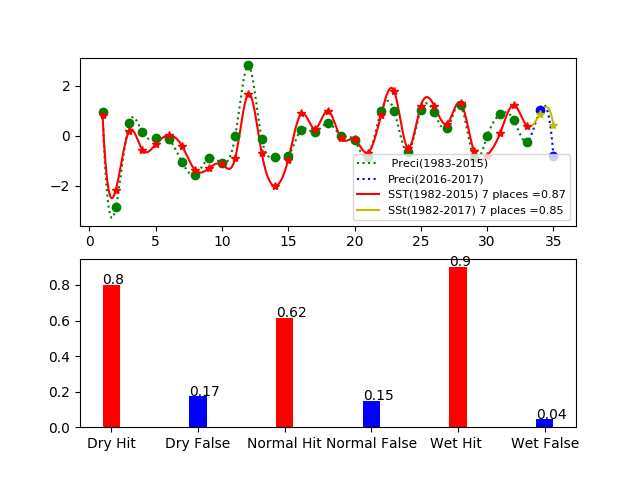 2
0
−2
0 5 10 15 20 25 30 35
Preci(1983-2015)
Preci(2016-2017)
SST(1982-2015) 7 places =0.87
SSt(1982-2017) 7 places =0.85
0.8
0.6
0.4
0.2
0.0
0.8
0.17
0.62
0.15
0.9
0.04
Dry Hit Dry False Normal Hit Normal False Wet Hit Wet False